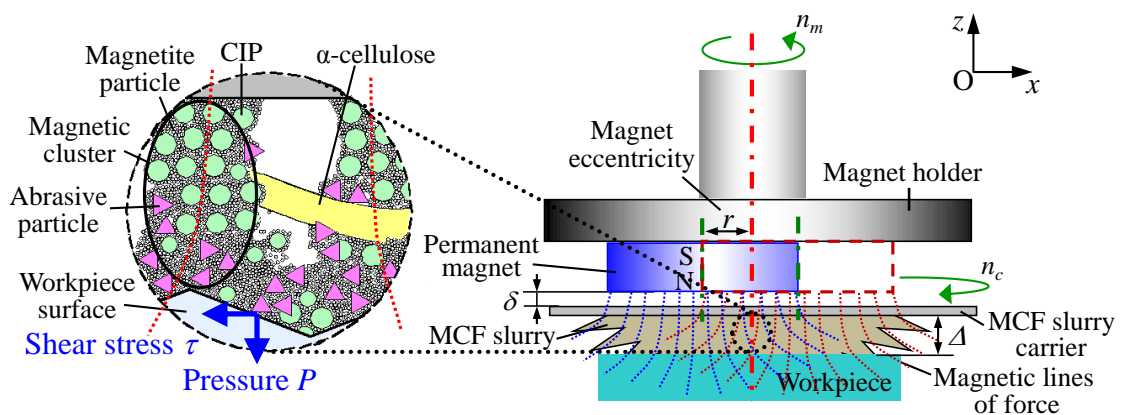 Magnetite
particle
CIP
α-cellulose
Magnetic
cluster
Abrasive
particle
Workpiece
surface
Shear stress τ
Pressure P
n_m
z
O
x
Magnet
eccentricity
Magnet holder
r
Permanent
magnet
S
N
n_c
δ
MCF slurry
MCF slurry
carrier
Δ
Workpiece
Magnetic lines
of force